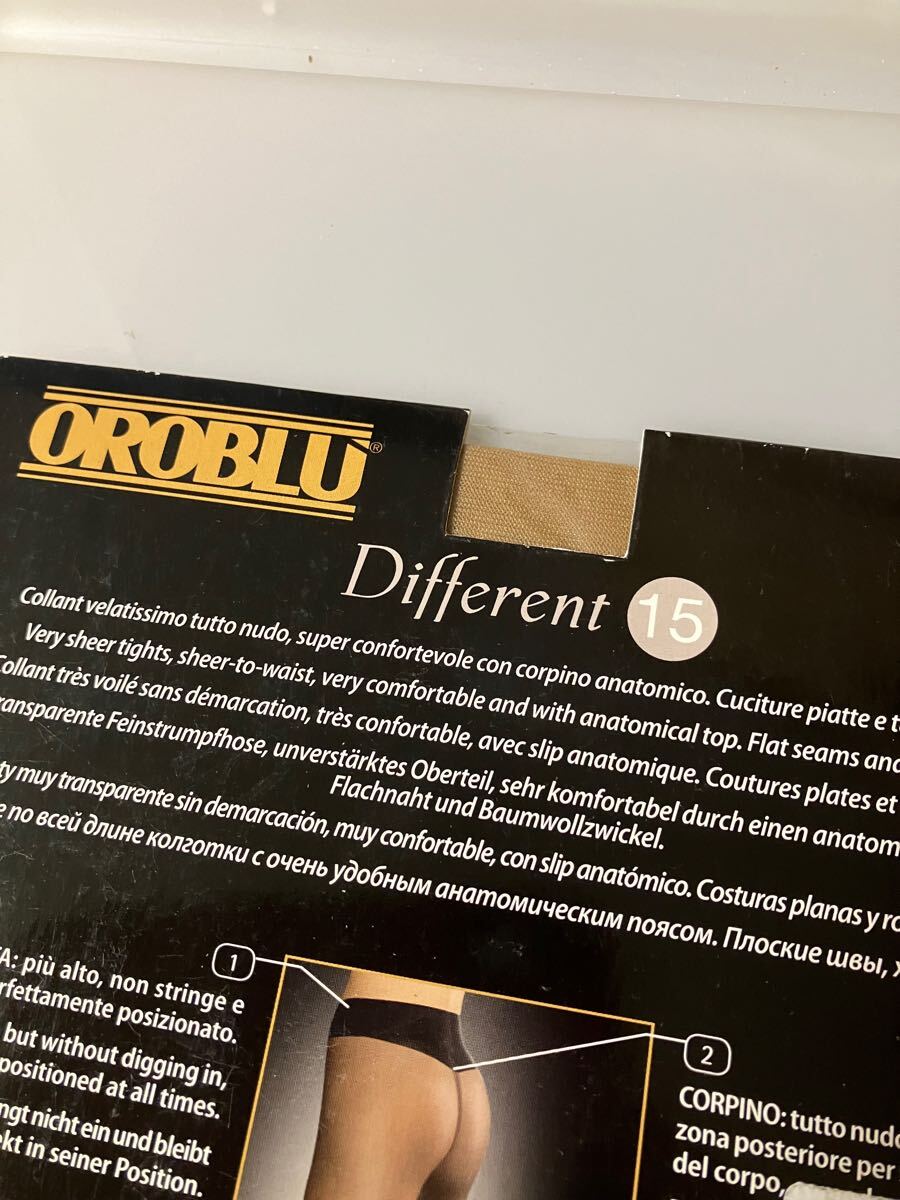 OROBLÙ®
Different 15
Collant velatissimo tutto nudo, super confortevole con corpino anatomico. Cuciture piatte e
Very sheer tights, sheer-to-waist, very comfortable and with anatomical top. Flat seams and
Collant très voilé sans démarcation, très confortable, avec slip anatomique. Coutures plates et
ransparente Feinstrumpfhose, unverstärktes Oberteil, sehr komfortabel durch einen anatom
Flachnaht und Baumwollzwickel.
ty muy transparente sin demarcación, muy confortable, con slip anatómico. Costuras planas y
е по всей длине колготки с очень удобным анатомическим поясом. Плоские швы,
1
A: più alto, non stringe e
rfettamente posizionato.
but without digging in,
positioned at all times.
ngt nicht ein und bleibt
kt in seiner Position.
2
CORPINO: tutto nudo
zona posteriore per
del corpo,